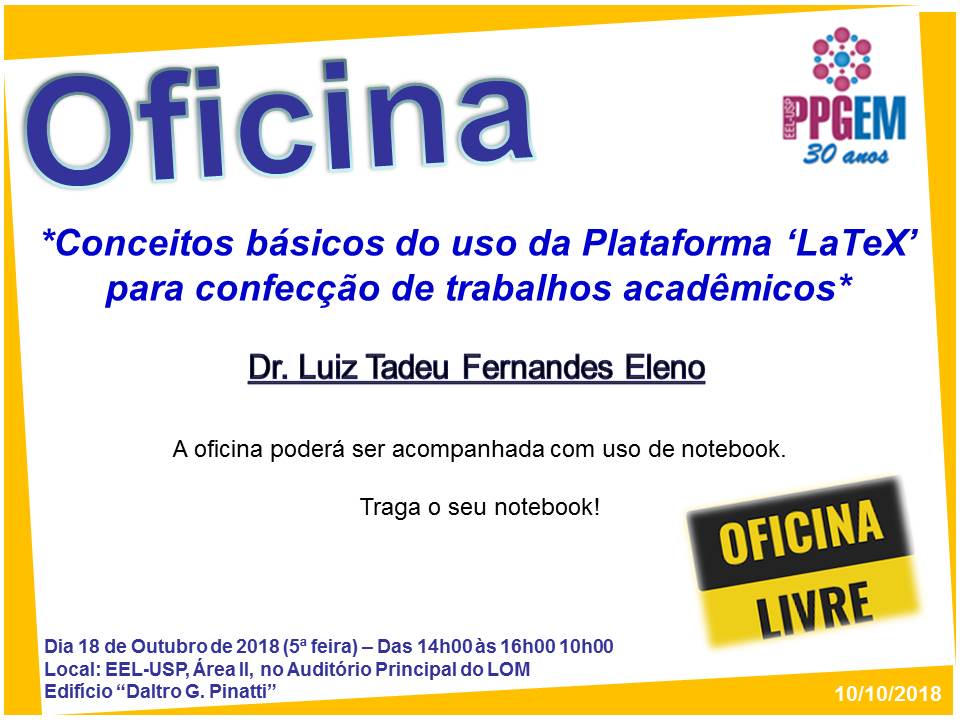 Oficina
EEL-USP
PPGEM
30 anos
*Conceitos básicos do uso da Plataforma ‘LaTeX’
para confecção de trabalhos acadêmicos*
Dr. Luiz Tadeu Fernandes Eleno
A oficina poderá ser acompanhada com uso de notebook.
Traga o seu notebook!
OFICINA
LIVRE
Dia 18 de Outubro de 2018 (5ª feira) – Das 14h00 às 16h00 10h00
Local: EEL-USP, Área II, no Auditório Principal do LOM
Edifício “Daltro G. Pinatti”
10/10/2018